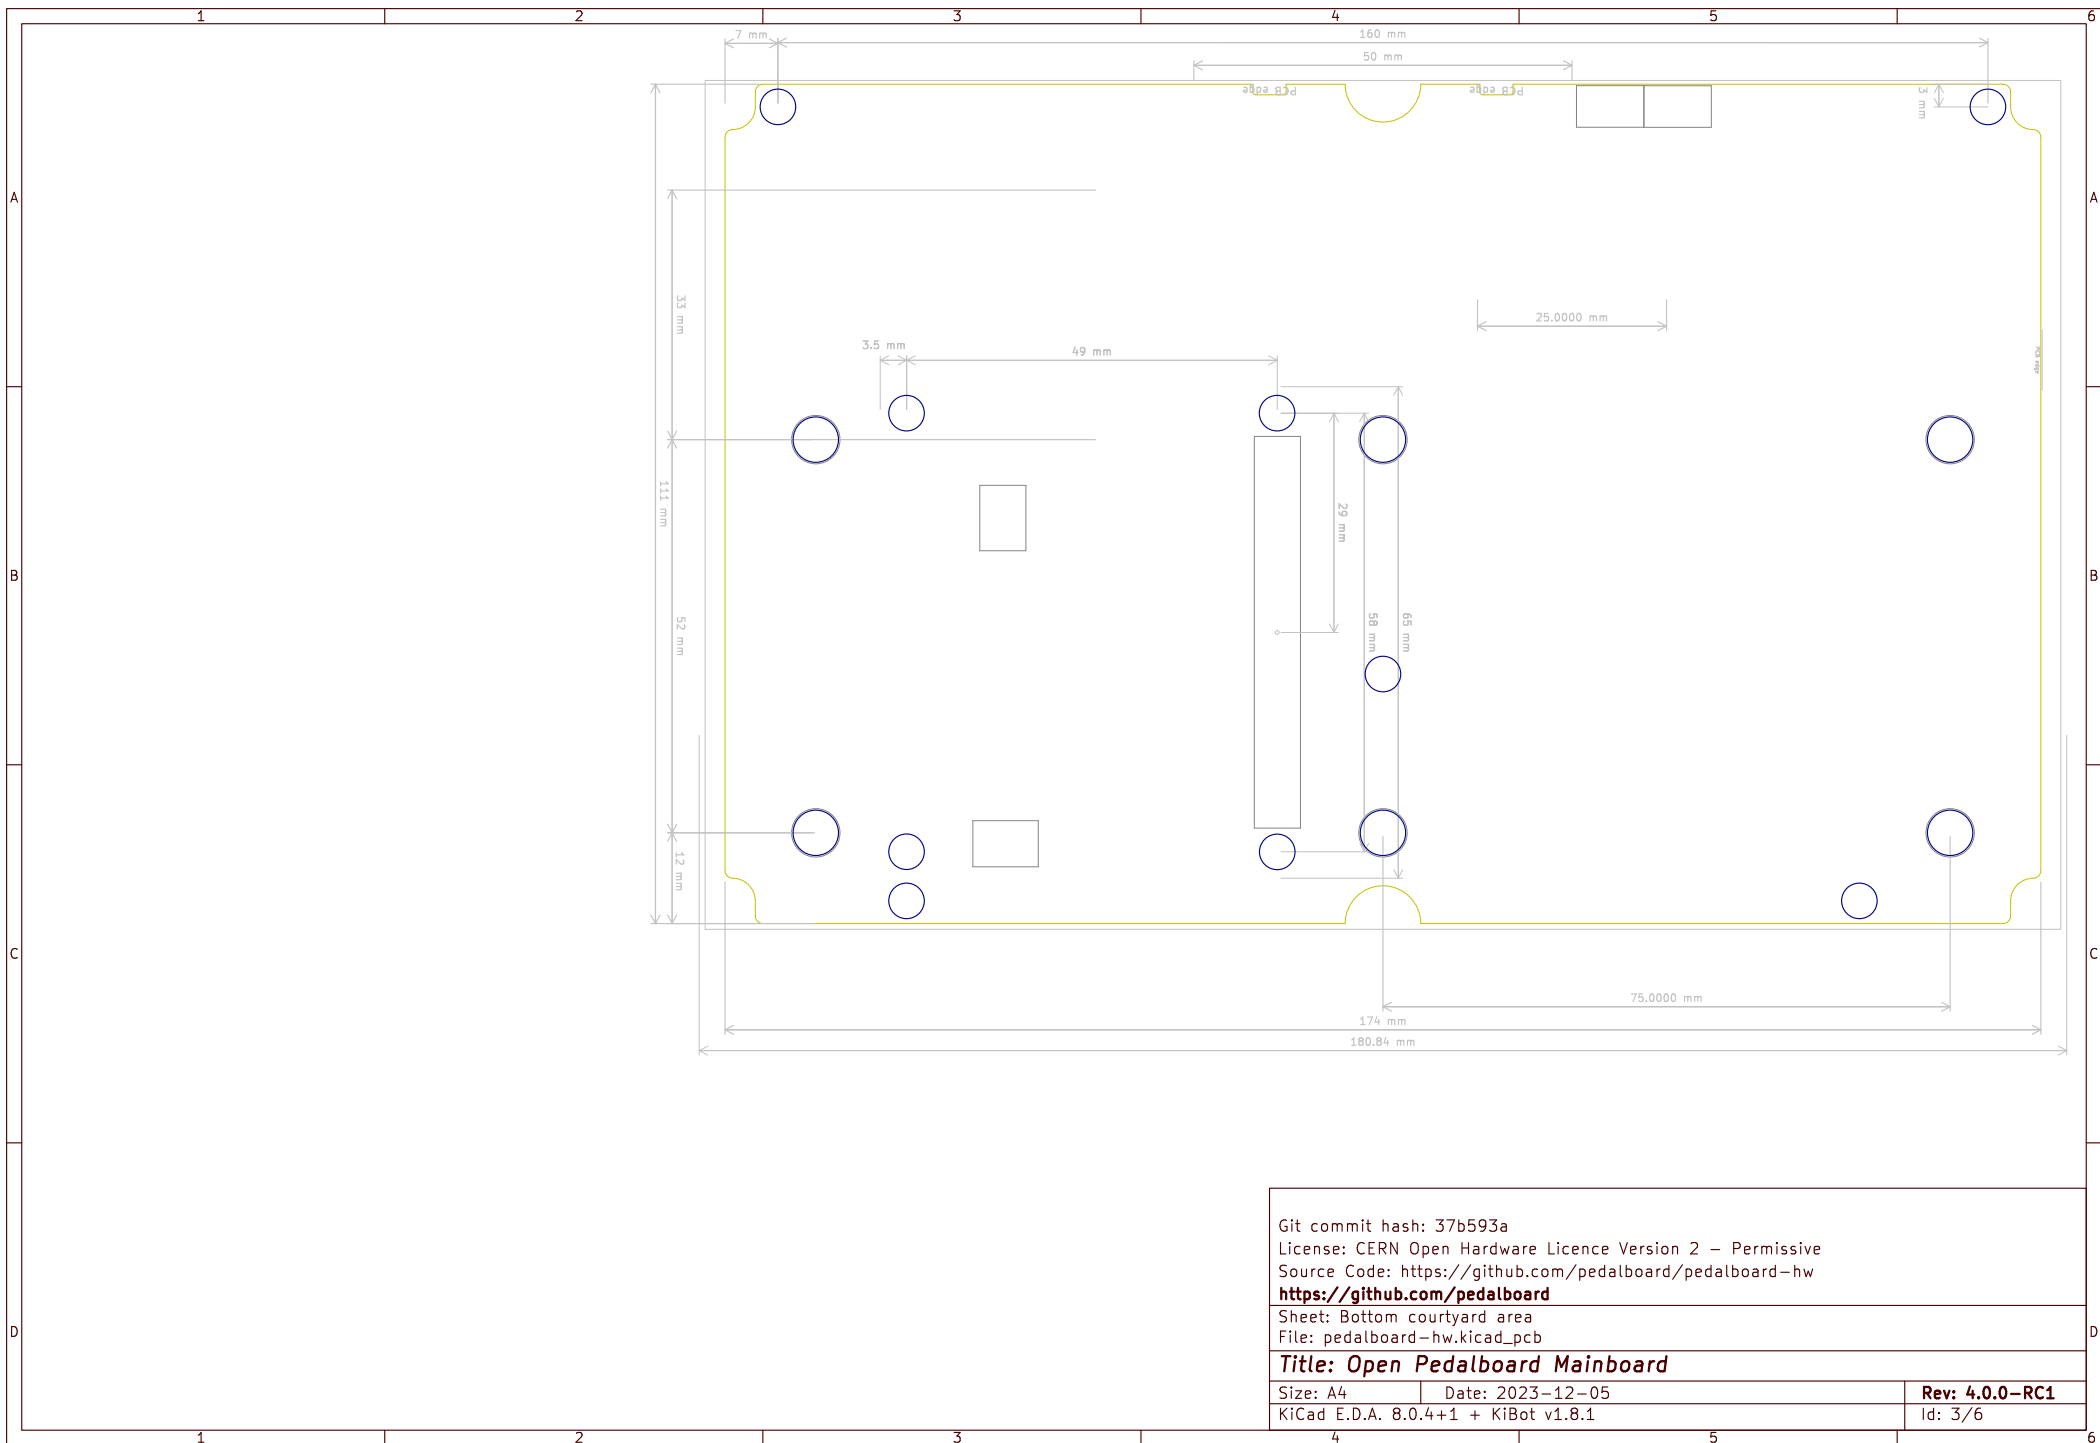 1 2 3 4 5 6
7 mm
160 mm
50 mm
PCB edge
PCB edge
3 mm
A A
33 mm
25.0000 mm
3.5 mm
49 mm
PCB edge
111 mm
29 mm
B B
52 mm
58 mm
65 mm
12 mm
C C
75.0000 mm
174 mm
180.84 mm
Git commit hash: 37b593a
License: CERN Open Hardware Licence Version 2 - Permissive
Source Code: https://github.com/pedalboard/pedalboard-hw
https://github.com/pedalboard
Sheet: Bottom courtyard area
File: pedalboard-hw.kicad_pcb
D D
Title: Open Pedalboard Mainboard
Size: A4
Date: 2023-12-05
Rev: 4.0.0-RC1
KiCad E.D.A. 8.0.4+1 + KiBot v1.8.1
Id: 3/6
1 2 3 4 5 6